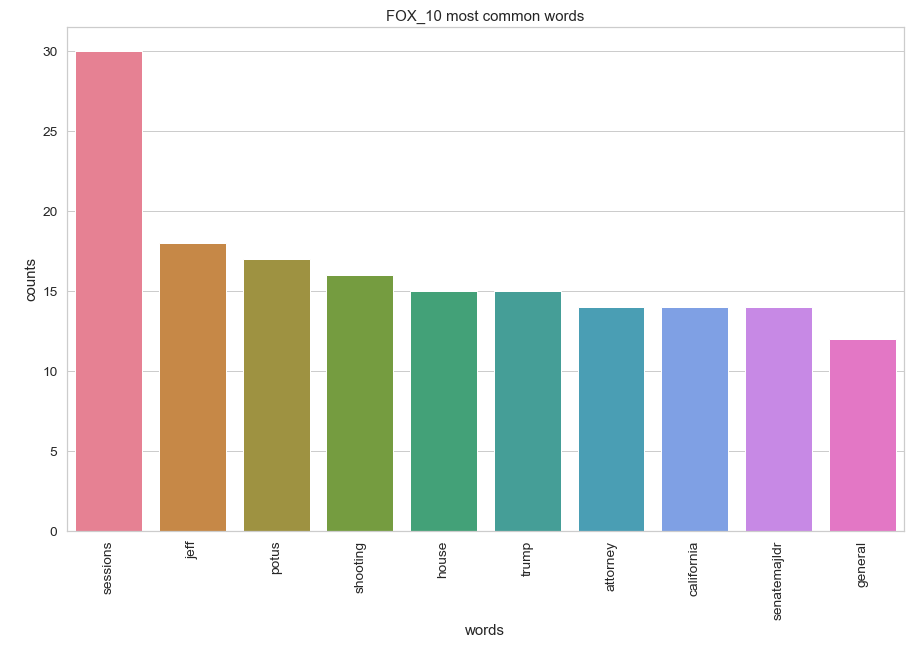 FOX_10 most common words
30
25
20
15
10
5
0
counts
sessions
jeff
potus
shooting
house
trump
attorney
california
senatemajldr
general
words